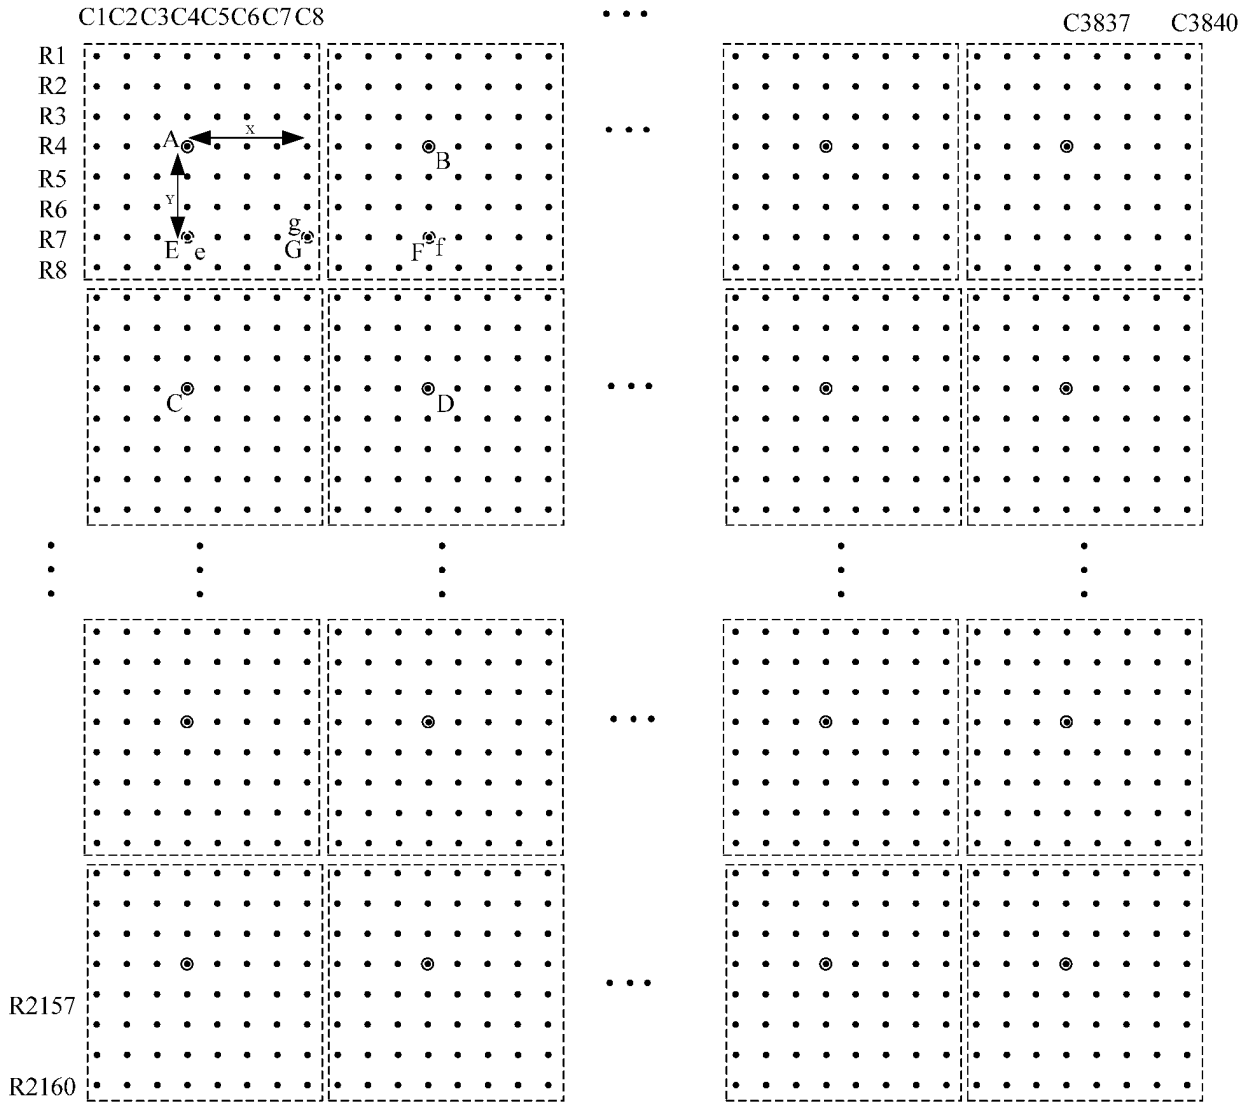 C1C2C3C4C5C6C7C8
C3837 C3840
R1
R2
R3
A X
R4
B
R5
Y
R6
g
R7
E e G F f
R8
C D
R2157
R2160